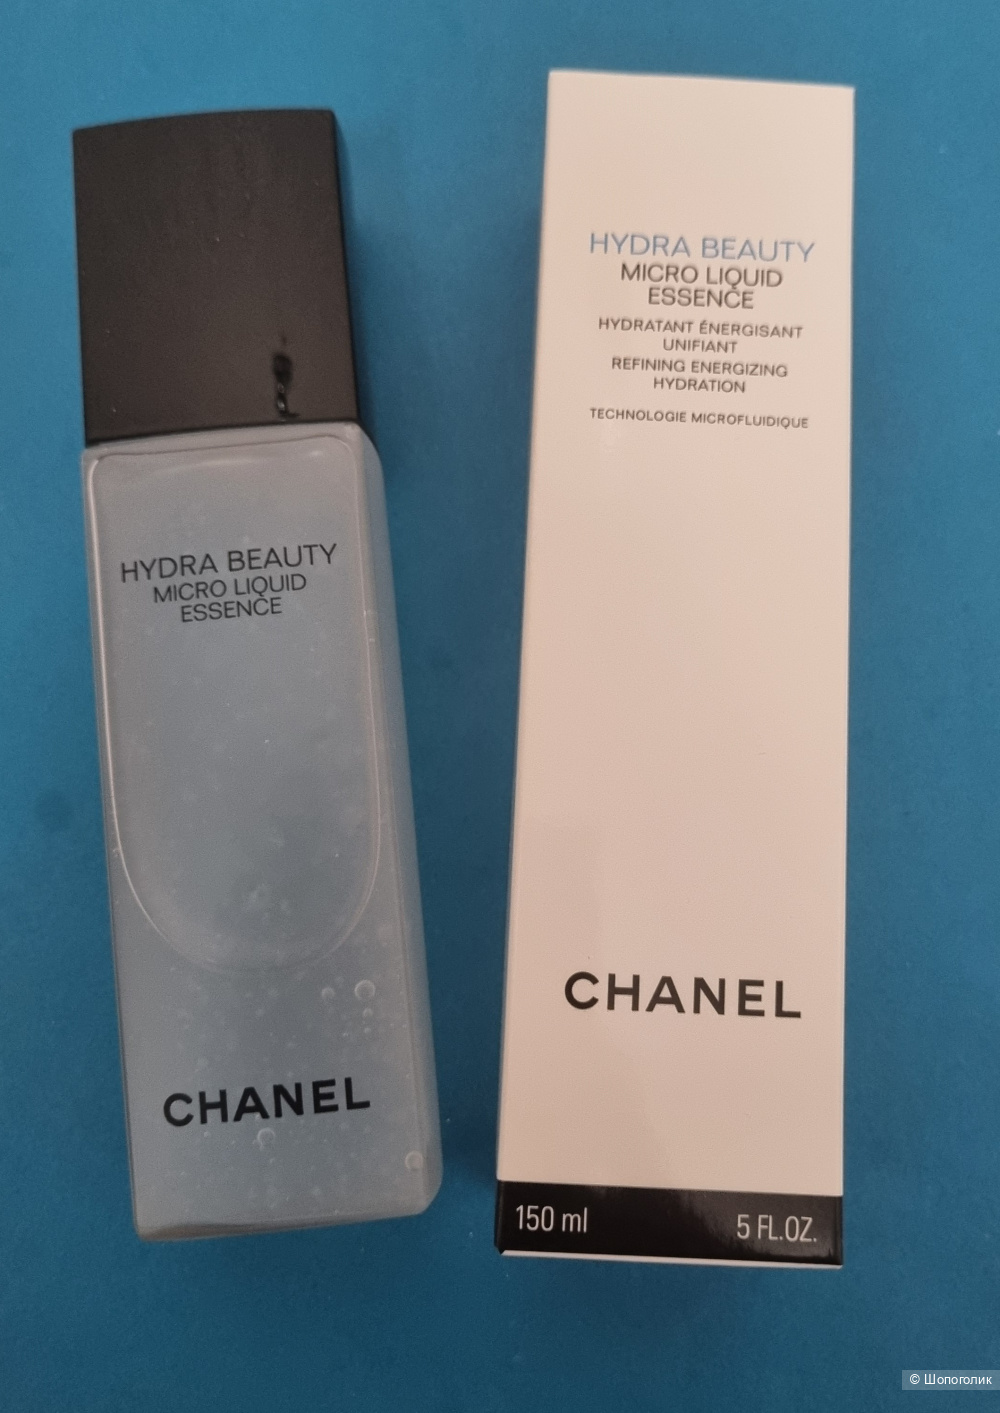 HYDRA BEAUTY
MICRO LIQUID
ESSENCE
CHANEL
HYDRA BEAUTY
MICRO LIQUID
ESSENCE
HYDRATANT ÉNERGISANT
UNIFIANT
REFINING ENERGIZING
HYDRATION
TECHNOLOGIE MICROFLUIDIQUE
CHANEL
150 ml 5 FL.OZ.
© Шопоголик